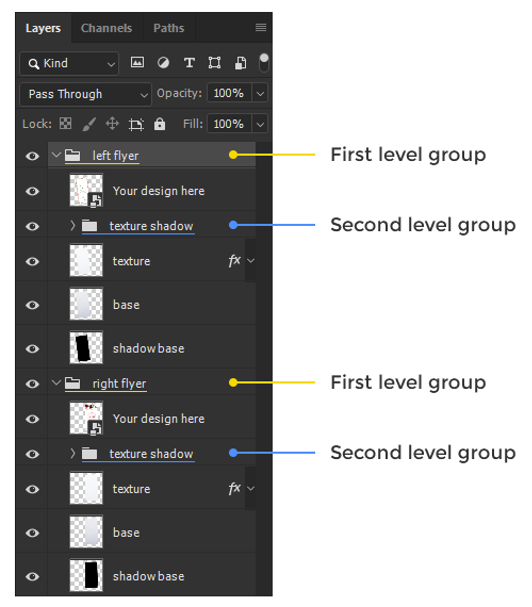 Layers Channels Paths
Kind
Pass Through Opacity: 100%
Lock: Fill: 100%
left flyer First level group
Your design here
texture shadow Second level group
texture fx
base
shadow base
right flyer First level group
Your design here
texture shadow Second level group
texture fx
base
shadow base